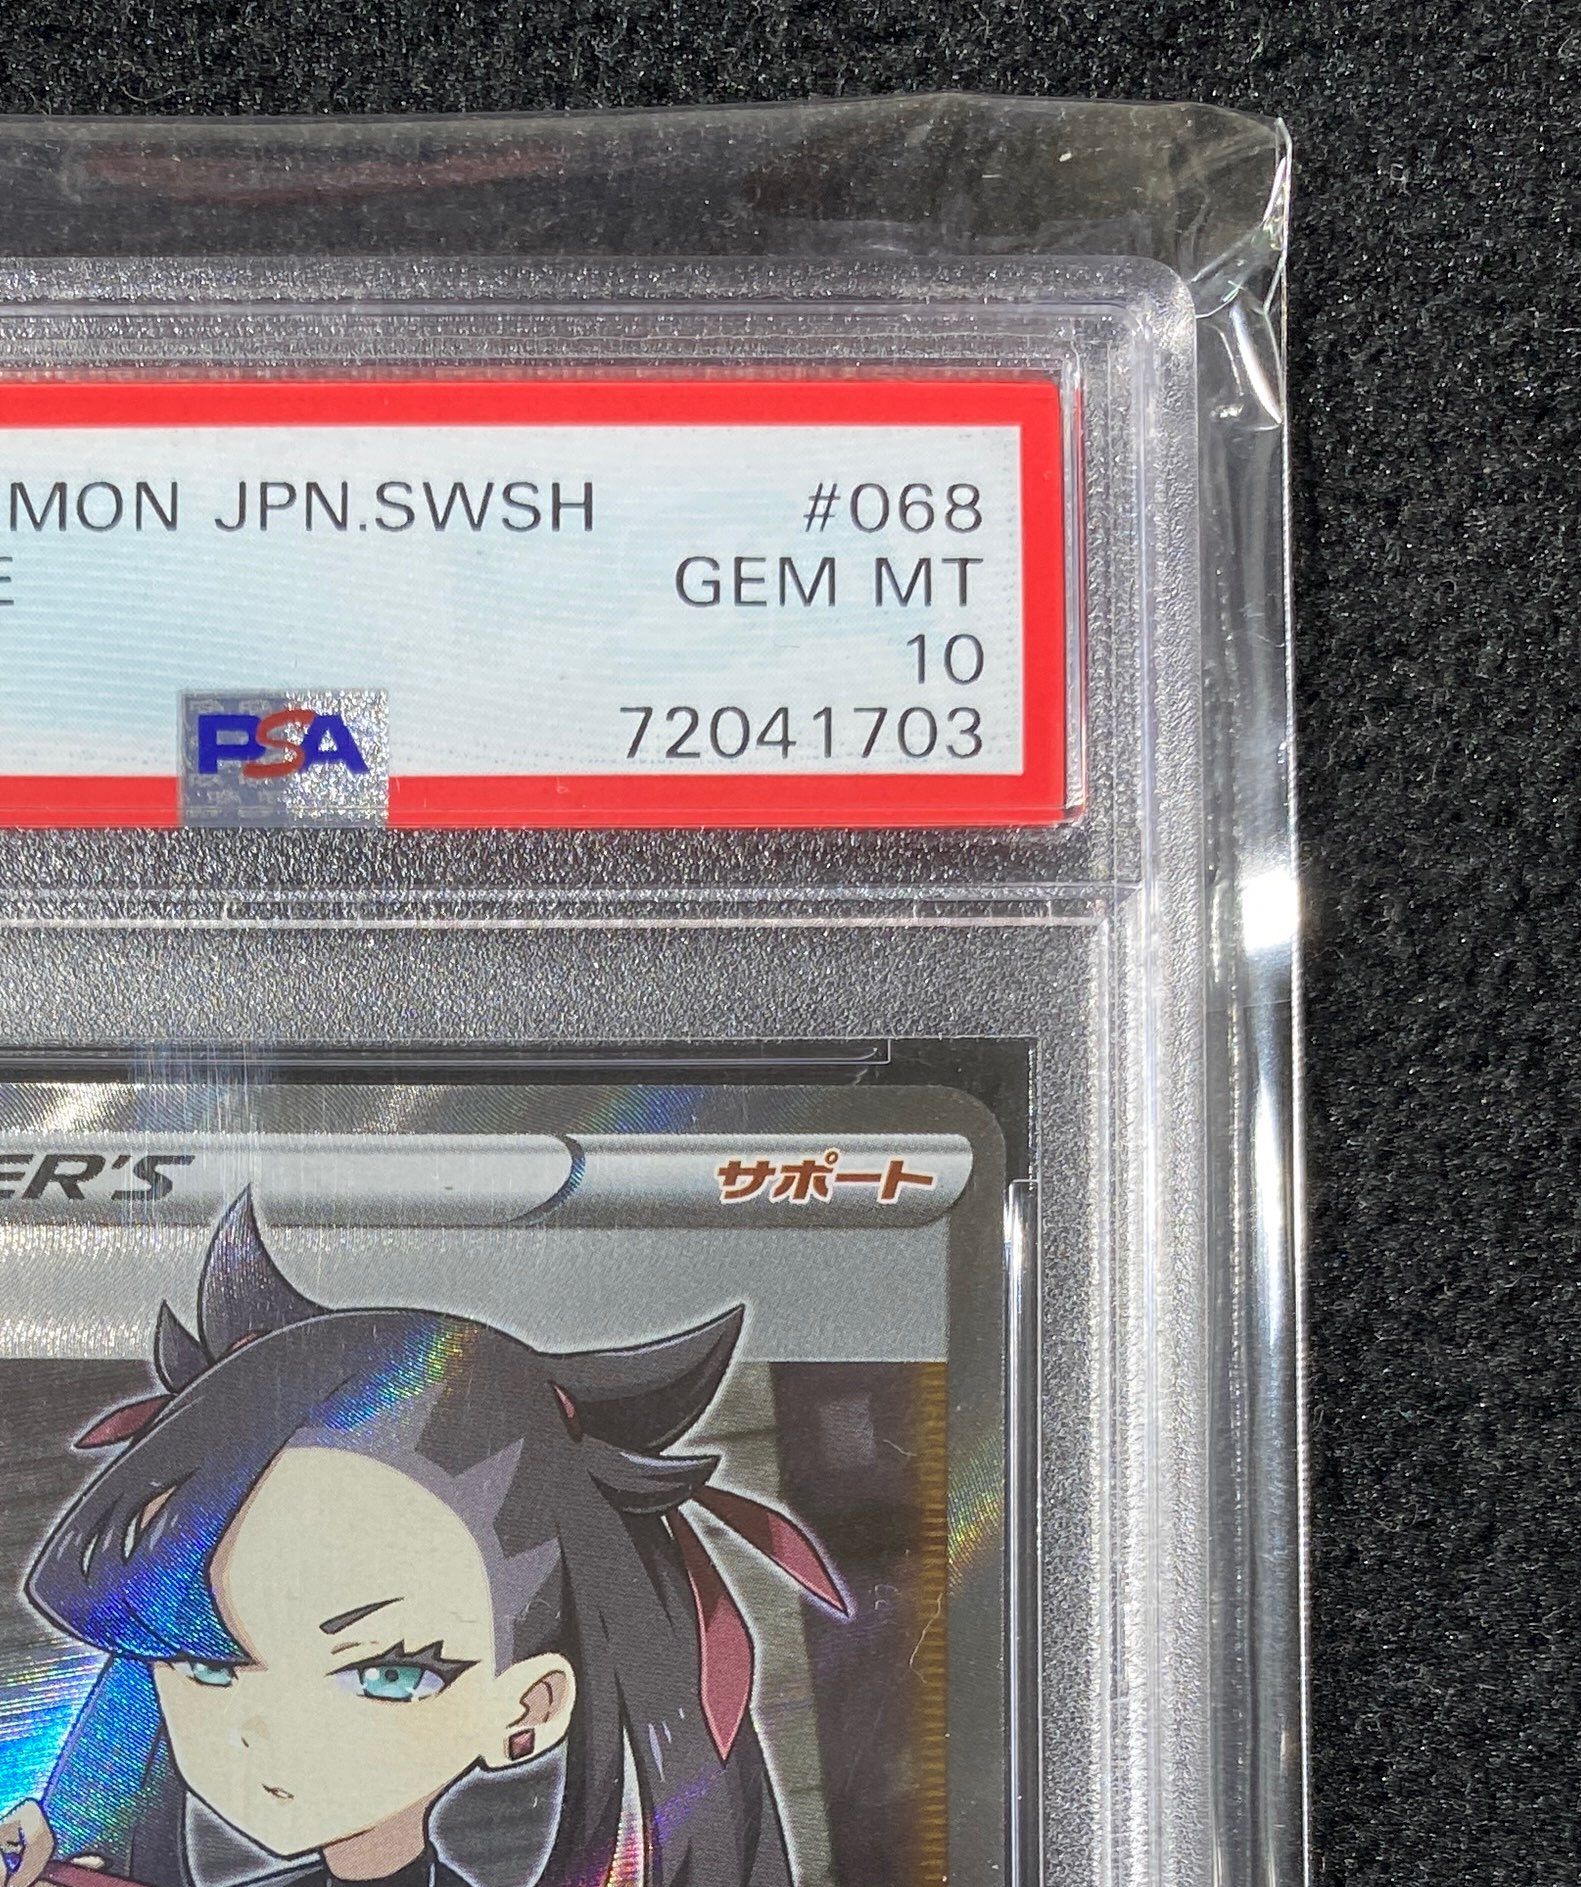 MON JPN.SWSH #068
E GEM MT
10
PSA 72041703
ER'S サポート